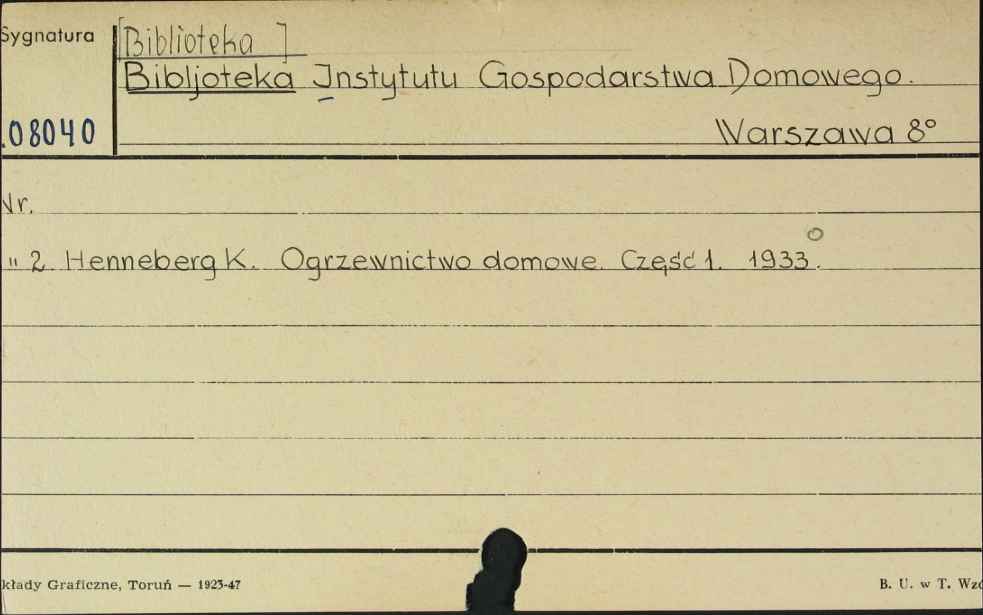 Sygnatura [Biblioteka ]
Bibljoteka Instytutu Gospodarstwa Domowego.
.08040 Warszawa 8°
Nr.
" 2 Henneberg K. Ogrzewnictwo domowe. Część 1. 1933.
kłady Graficzne, Toruń — 1923-47 B. U. w T. Wzó